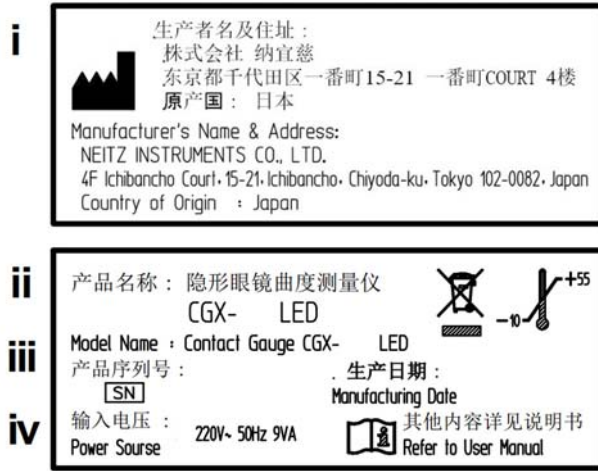 i
生产者名及住址：
株式会社 纳宜慈
东京都千代田区一番町15-21 一番町COURT 4楼
原产国： 日本
Manufacturer's Name & Address:
NEITZ INSTRUMENTS CO., LTD.
4F Ichibancho Court, 15-21, Ichibancho, Chiyoda-ku, Tokyo 102-0082, Japan
Country of Origin : Japan
ii
产品名称： 隐形眼镜曲度测量仪
CGX- LED
-10 +55
Model Name : Contact Gauge CGX- LED
iii
产品序列号： 生产日期：
SN Manufacturing Date
iv
输入电压： 220V~ 50Hz 9VA 其他内容详见说明书
Power Sourse Refer to User Manual